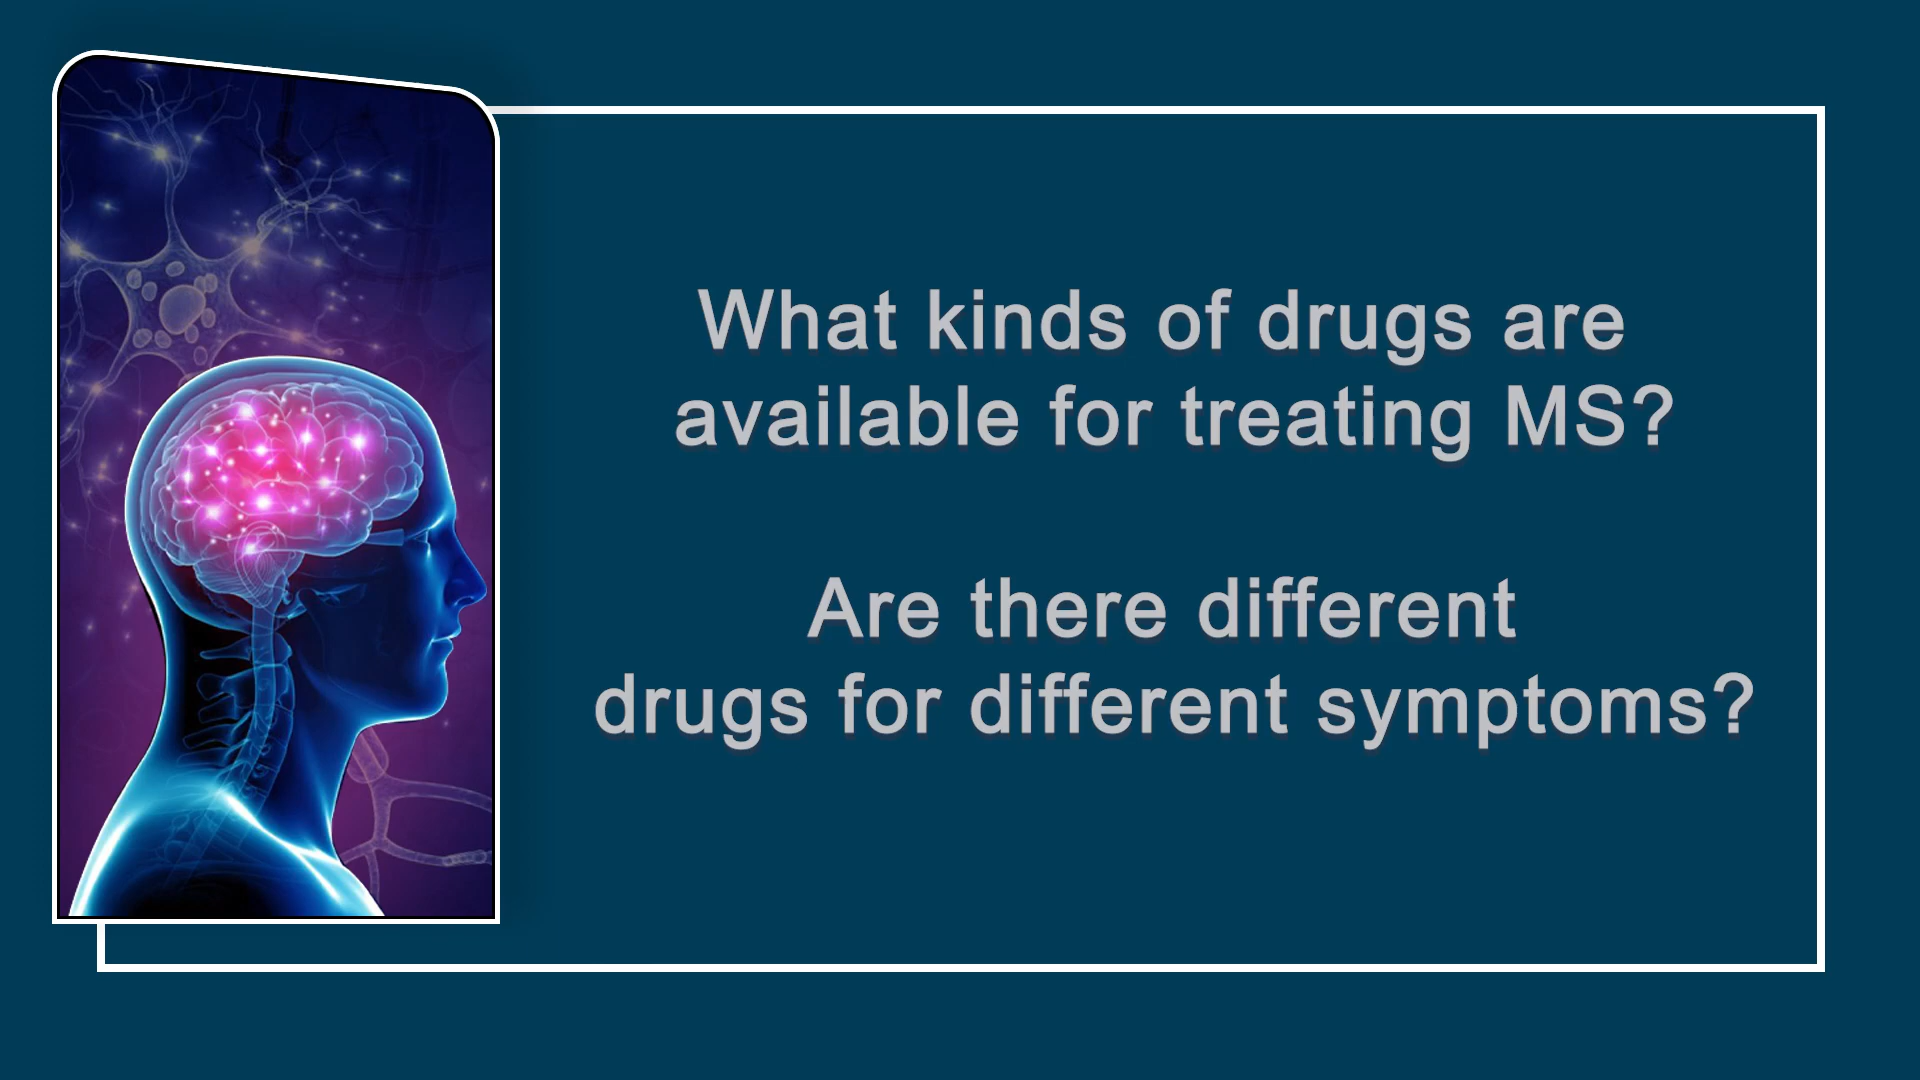 What kinds of drugs are
available for treating MS?
Are there different
drugs for different symptoms?